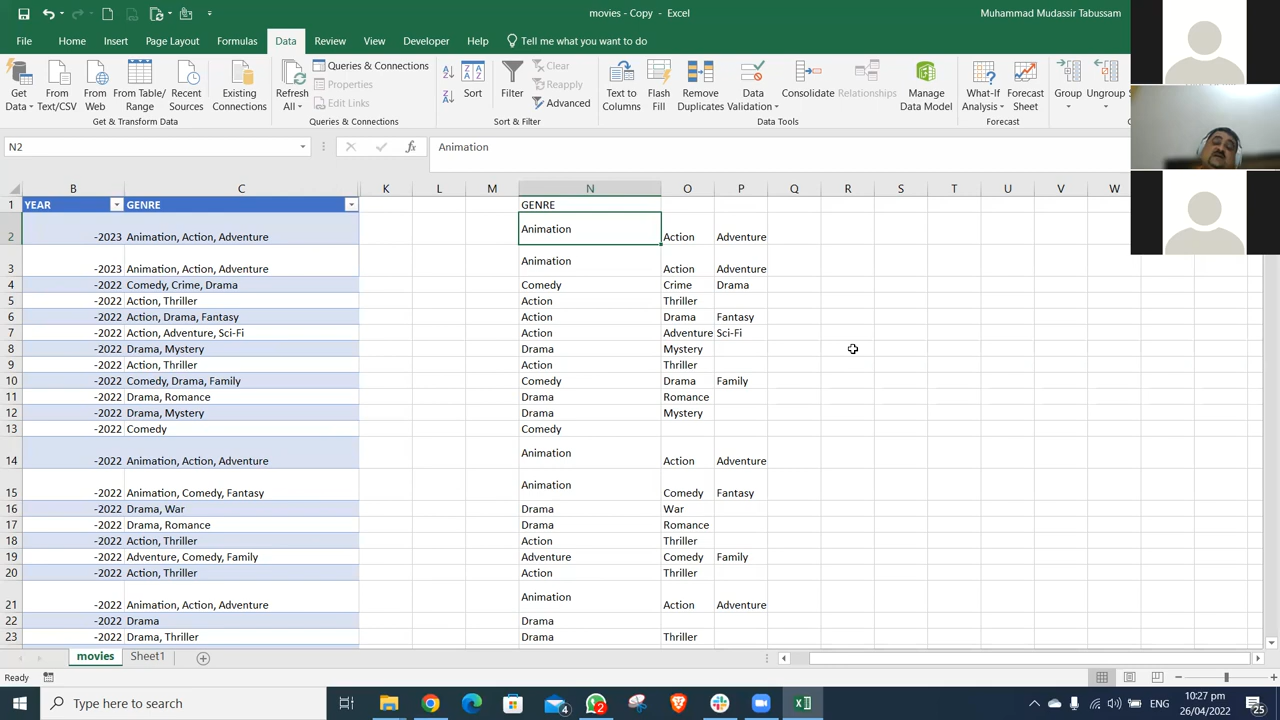 movies - Copy - Excel
Muhammad Mudassir Tabussam
File Home Insert Page Layout Formulas Data Review View Developer Help Tell me what you want to do
Get Data
From Text/CSV
From Web
From Table/ Range
Recent Sources
Existing Connections
Get & Transform Data
Refresh All
Queries & Connections
Properties
Edit Links
Queries & Connections
Sort
Filter
Clear
Reapply
Advanced
Sort & Filter
Text to Columns
Flash Fill
Remove Duplicates
Data Validation
Consolidate
Relationships
Manage Data Model
Data Tools
What-If Analysis
Forecast Sheet
Forecast
Group
Ungroup
N2
fx
Animation
B C K L M N O P Q R S T U V W
1 YEAR GENRE GENRE
2 -2023 Animation, Action, Adventure Animation Action Adventure
3 -2023 Animation, Action, Adventure Animation Action Adventure
4 -2022 Comedy, Crime, Drama Comedy Crime Drama
5 -2022 Action, Thriller Action Thriller
6 -2022 Action, Drama, Fantasy Action Drama Fantasy
7 -2022 Action, Adventure, Sci-Fi Action Adventure Sci-Fi
8 -2022 Drama, Mystery Drama Mystery
9 -2022 Action, Thriller Action Thriller
10 -2022 Comedy, Drama, Family Comedy Drama Family
11 -2022 Drama, Romance Drama Romance
12 -2022 Drama, Mystery Drama Mystery
13 -2022 Comedy Comedy
14 -2022 Animation, Action, Adventure Animation Action Adventure
15 -2022 Animation, Comedy, Fantasy Animation Comedy Fantasy
16 -2022 Drama, War Drama War
17 -2022 Drama, Romance Drama Romance
18 -2022 Action, Thriller Action Thriller
19 -2022 Adventure, Comedy, Family Adventure Comedy Family
20 -2022 Action, Thriller Action Thriller
21 -2022 Animation, Action, Adventure Animation Action Adventure
22 -2022 Drama Drama
23 -2022 Drama, Thriller Drama Thriller
movies Sheet1
Ready
Type here to search
4
2
ENG
10:27 pm
26/04/2022
25